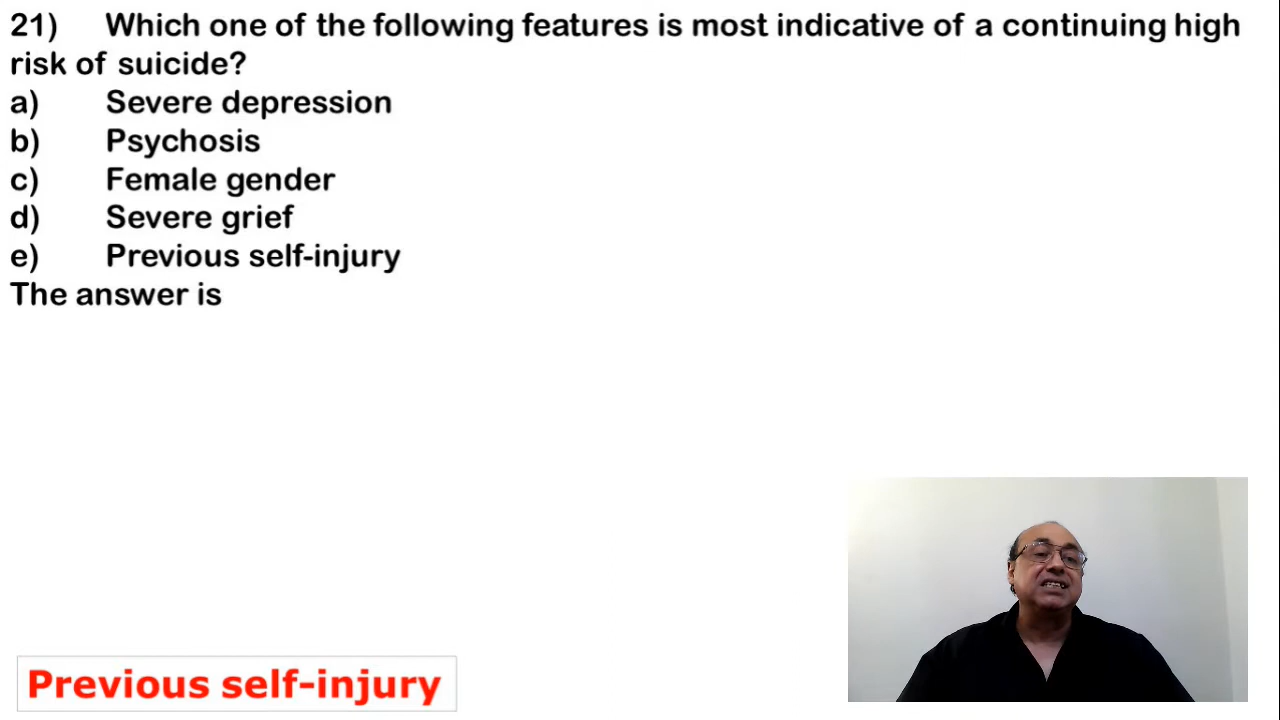 21) Which one of the following features is most indicative of a continuing high
risk of suicide?
a) Severe depression
b) Psychosis
c) Female gender
d) Severe grief
e) Previous self-injury
The answer is
Previous self-injury